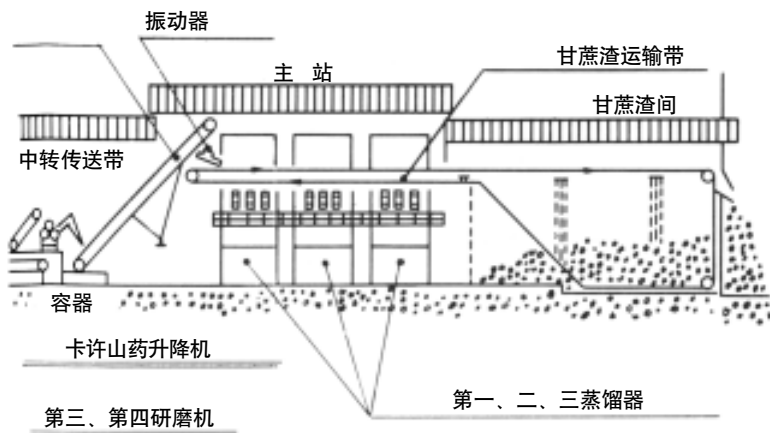 振动器
主 站
甘蔗渣运输带
甘蔗渣间
中转传送带
容器
卡许山药升降机
第一、二、三蒸馏器
第三、第四研磨机